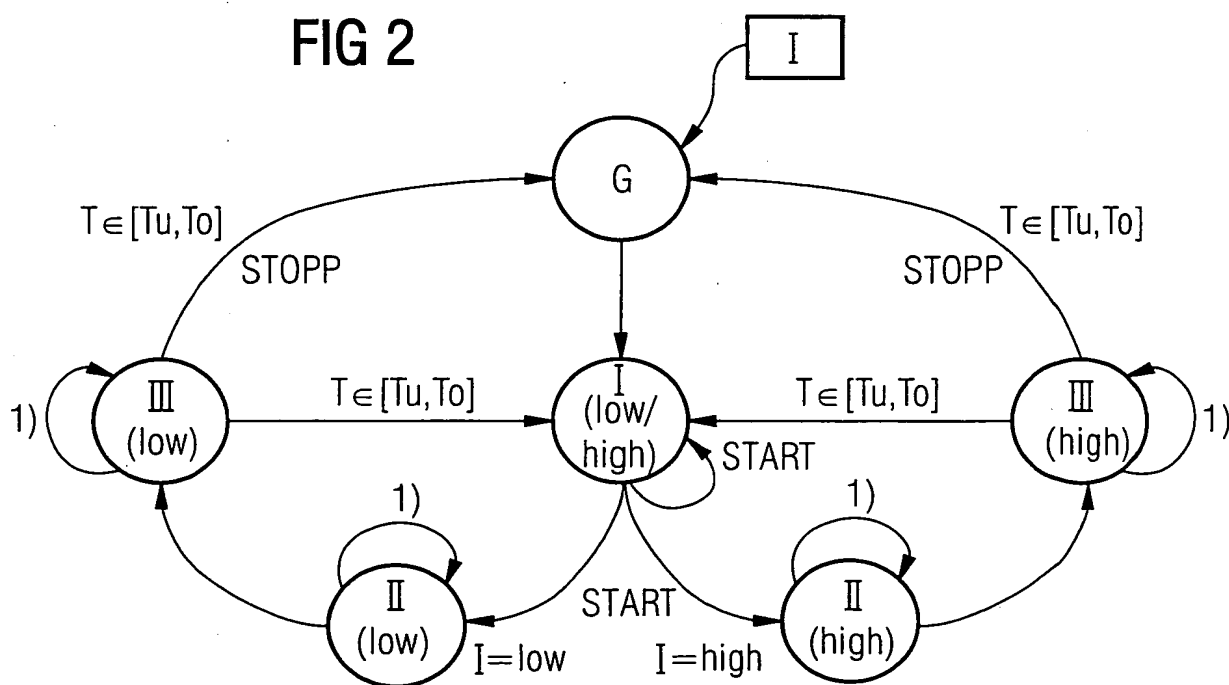 FIG 2
I
G
T∈[Tu,To]
STOPP
T∈[Tu,To]
STOPP
1)
III
(low)
T∈[Tu,To]
I
(low/
high)
START
T∈[Tu,To]
III
(high)
1)
1)
II
(low)
I=low
START
1)
II
(high)
I=high